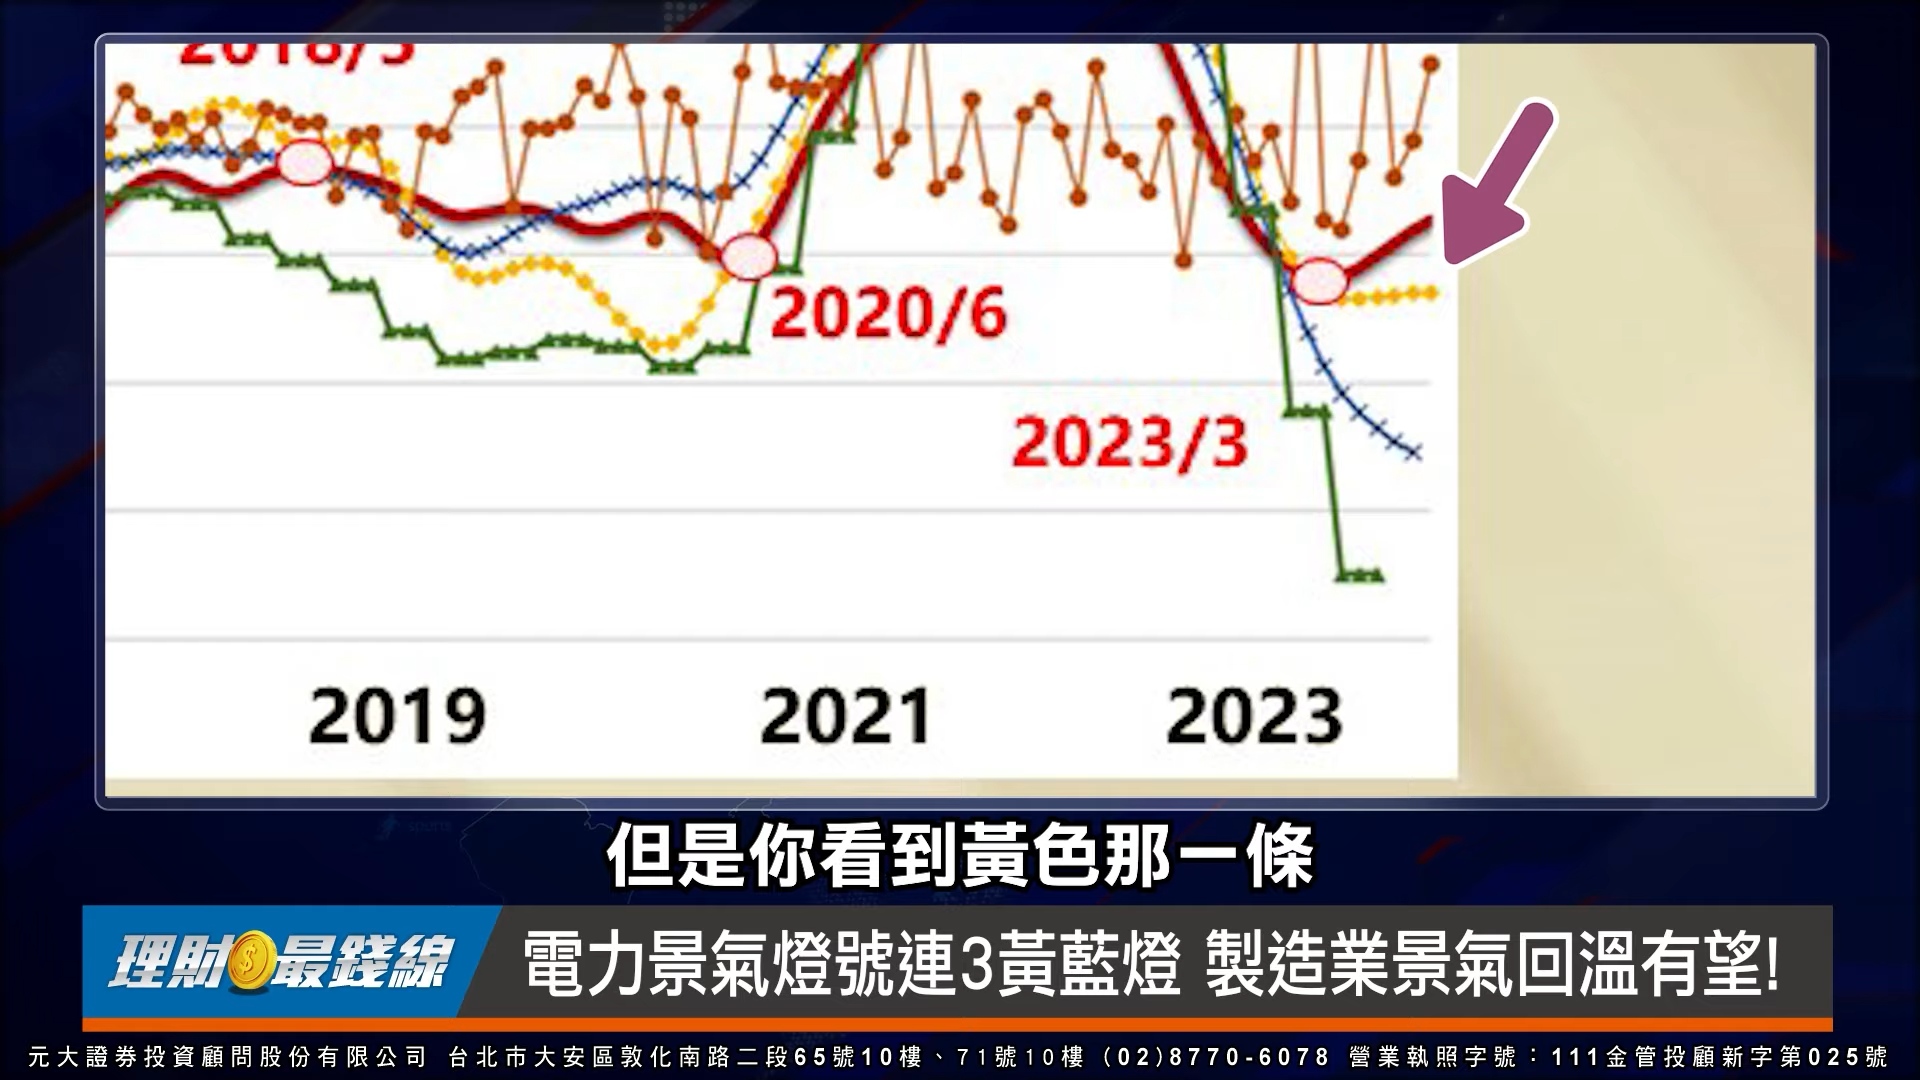 2018/5
2020/6
2023/3
2019 2021 2023
但是你看到黃色那一條
理財最錢線
電力景氣燈號連3黃藍燈 製造業景氣回溫有望!
元大證券投資顧問股份有限公司 台北市大安區敦化南路二段65號10樓、71號10樓 (02)8770-6078 營業執照字號：111金管投顧新字第025號